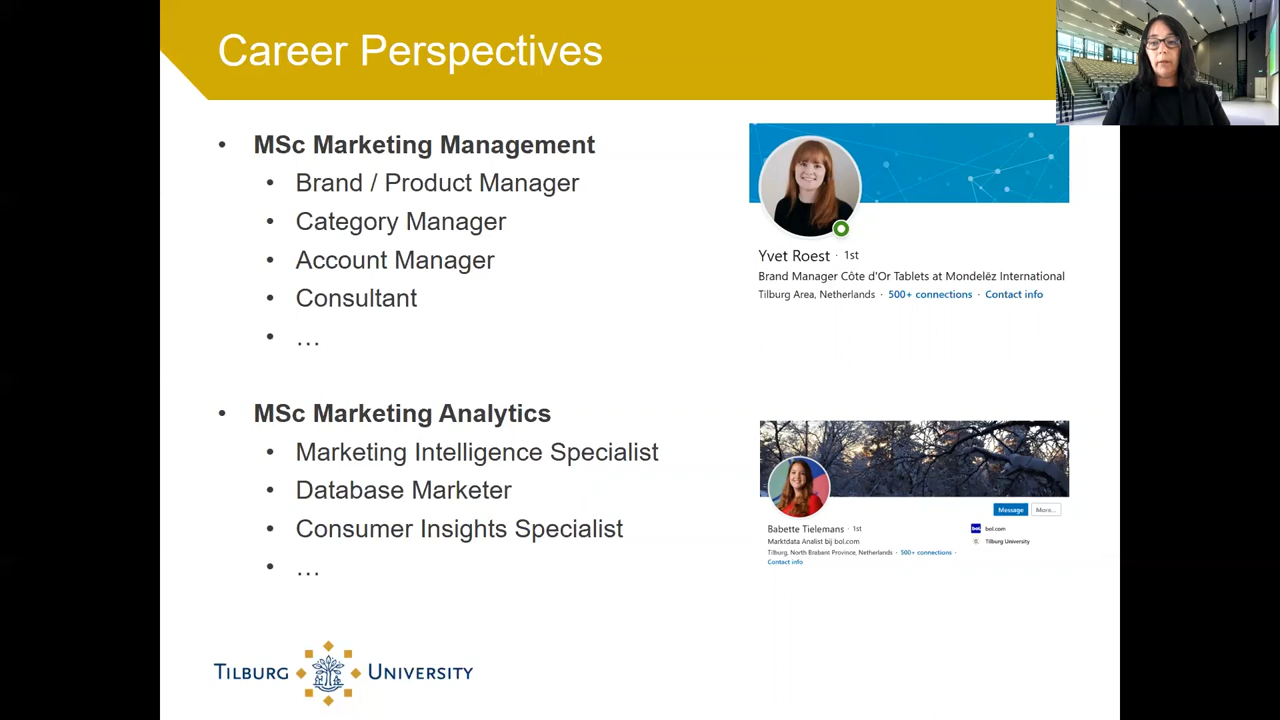 Career Perspectives
• MSc Marketing Management
• Brand / Product Manager
• Category Manager
• Account Manager
• Consultant
• …
Yvet Roest · 1st
Brand Manager Côte d'Or Tablets at Mondelēz International
Tilburg Area, Netherlands · 500+ connections · Contact info
• MSc Marketing Analytics
• Marketing Intelligence Specialist
• Database Marketer
• Consumer Insights Specialist
• …
Message More...
Babette Tielemans · 1st
Marktdata Analist bij bol.com
Tilburg, North Brabant Province, Netherlands · 500+ connections ·
Contact info
bol bol.com
Tilburg University
TILBURG UNIVERSITY